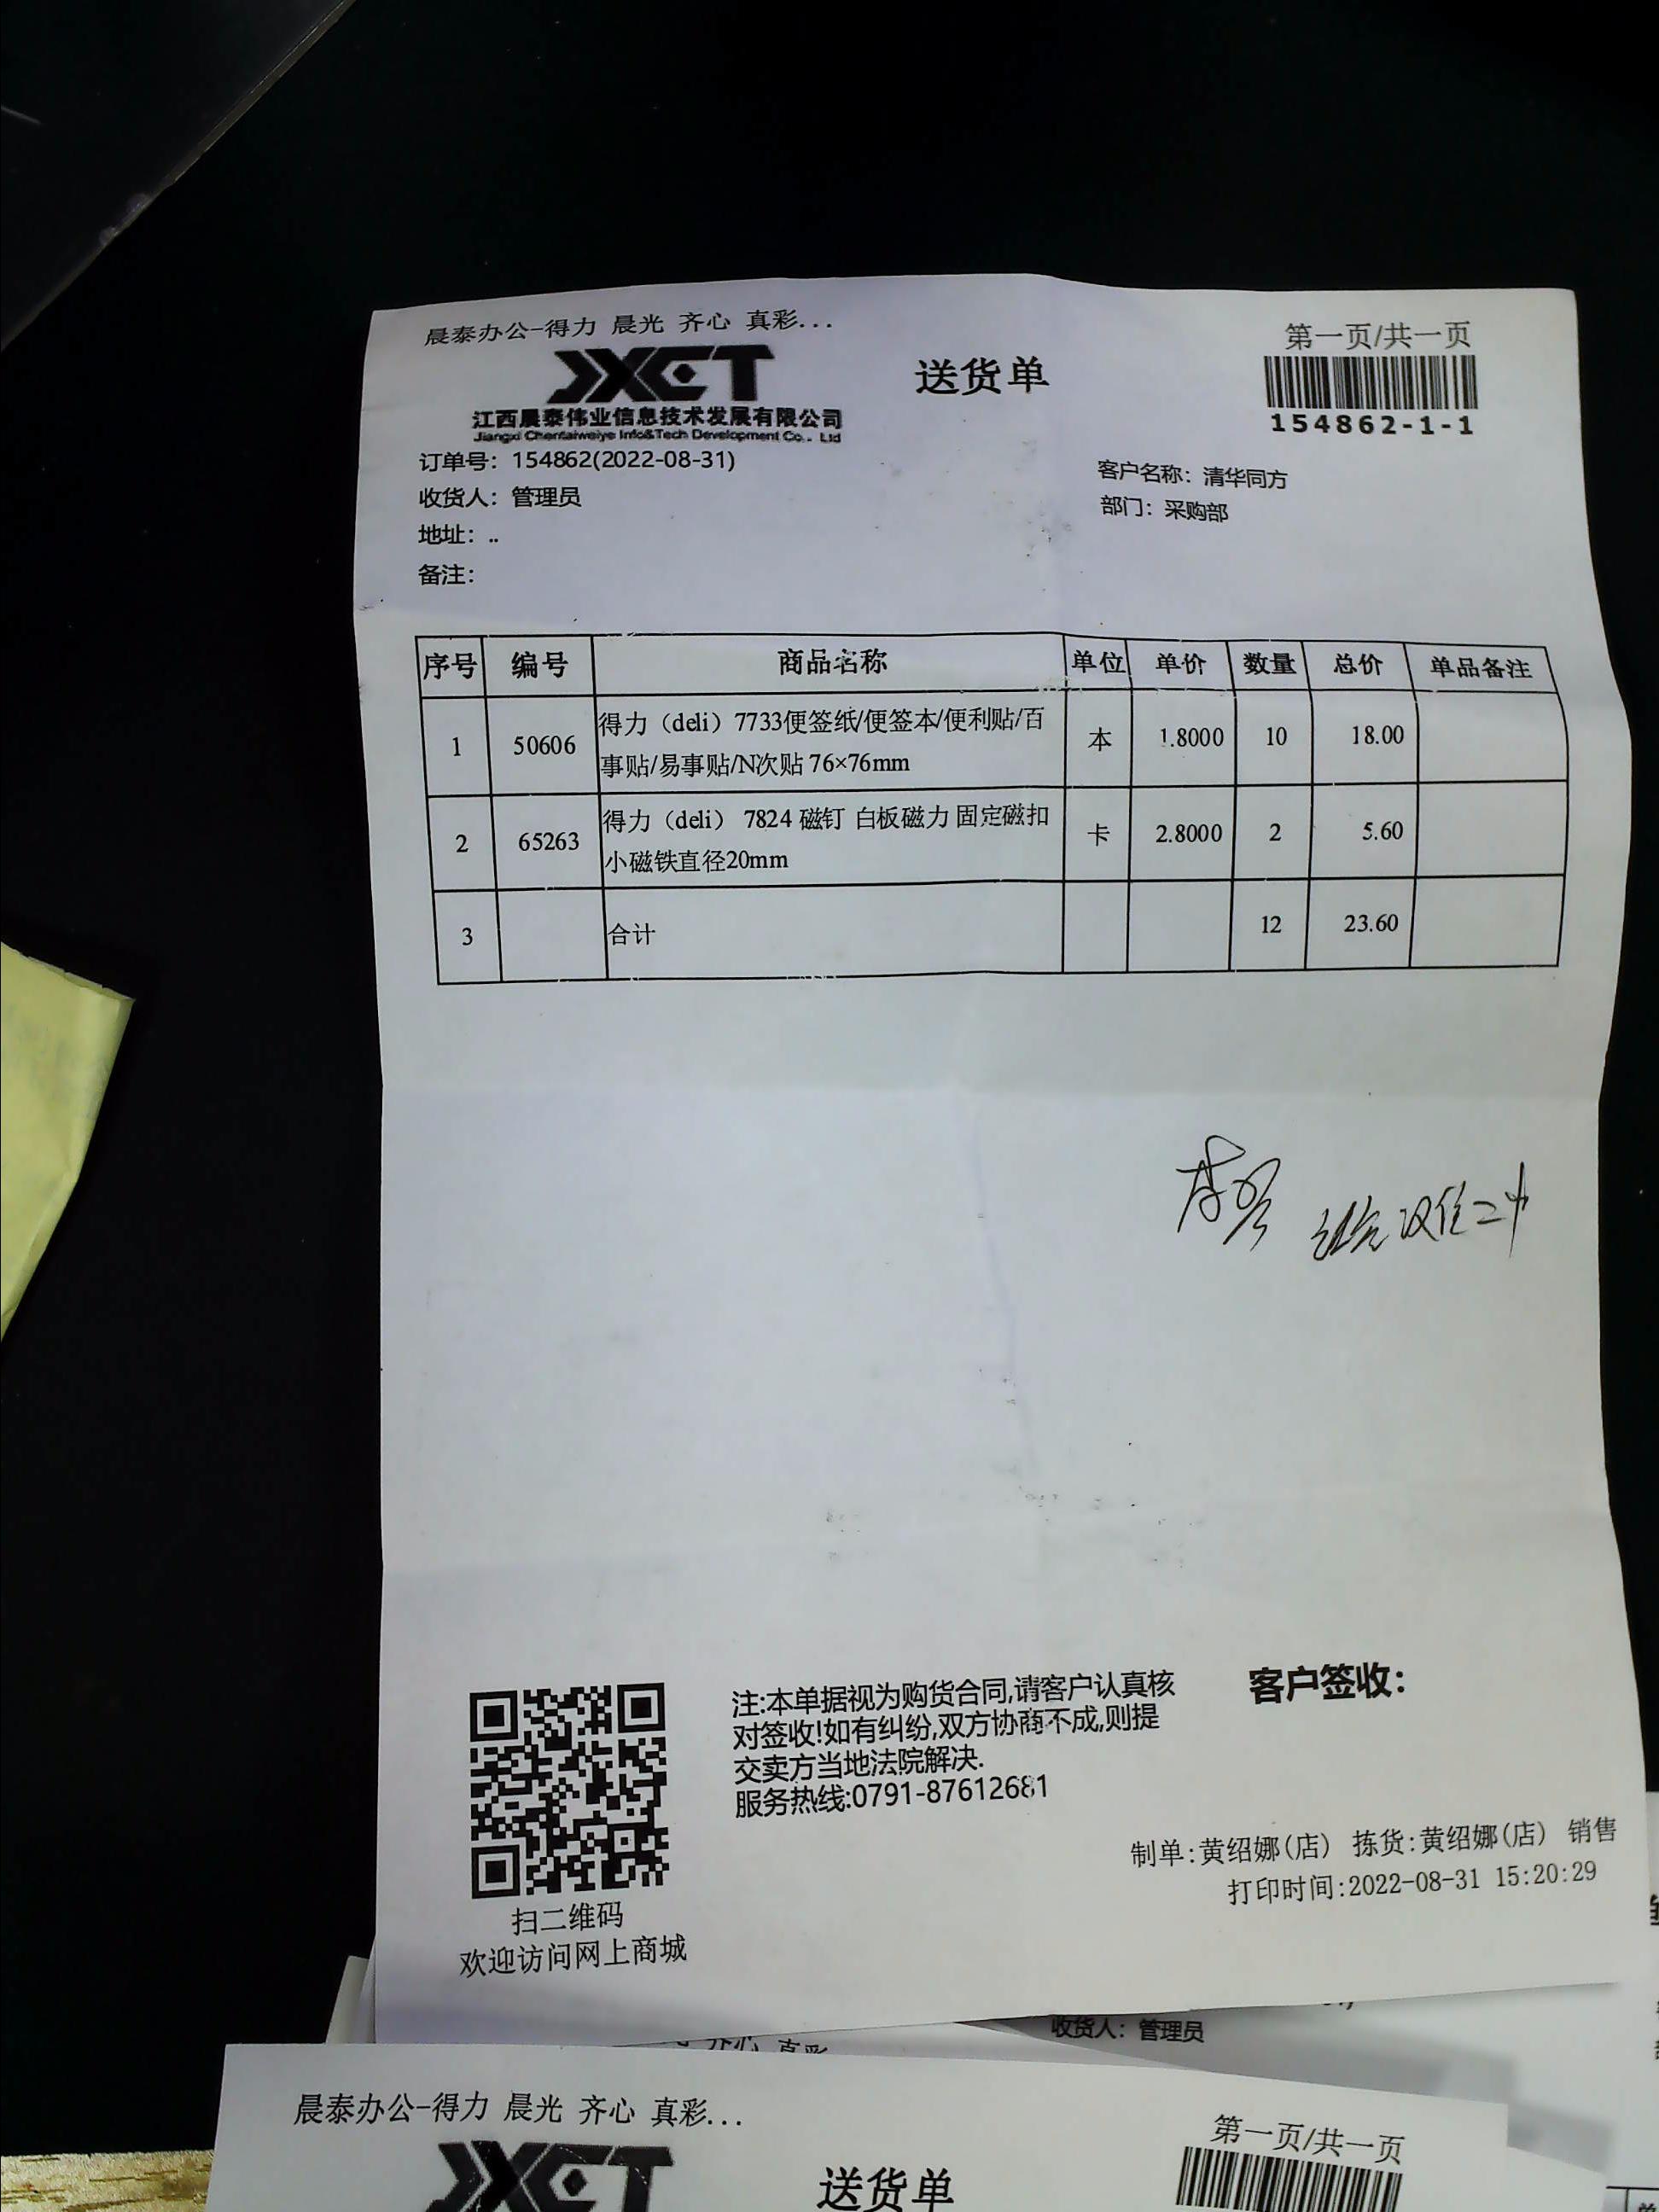 晨泰办公-得力 晨光 齐心 真彩...
JXCT
江西晨泰伟业信息技术发展有限公司
Jiangxi Chentaiweiye Info&Tech Development Co.. Ltd
送货单
第一页/共一页
154862-1-1
订单号: 154862(2022-08-31)
收货人: 管理员
地址: ..
备注:
客户名称: 清华同方
部门: 采购部
序号 编号 商品名称 单位 单价 数量 总价 单品备注
1 50606 得力（deli）7733便签纸/便签本/便利贴/百
事贴/易事贴/N次贴 76×76mm 本 1.8000 10 18.00
2 65263 得力（deli） 7824 磁钉 白板磁力 固定磁扣
小磁铁直径20mm 卡 2.8000 2 5.60
3 合计 12 23.60
注:本单据视为购货合同,请客户认真核
对签收!如有纠纷,双方协商不成,则提
交卖方当地法院解决.
服务热线:0791-87612681
客户签收:
制单:黄绍娜(店) 拣货:黄绍娜(店) 销售
打印时间:2022-08-31 15:20:29
扫二维码
欢迎访问网上商城
收货人: 管理员
齐心 真彩
晨泰办公-得力 晨光 齐心 真彩...
JXCT
送货单
第一页/共一页